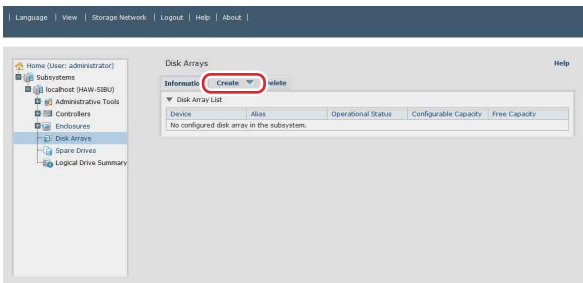 | Language | View | Storage Network | Logout | Help | About |
Home (User: administrator)
Subsystems
localhost (HAW-SIBU)
Administrative Tools
Controllers
Enclosures
Disk Arrays
Spare Drives
Logical Drive Summary
Disk Arrays Help
Informatio Create elete
Disk Array List
Device Alias Operational Status Configurable Capacity Free Capacity
No configured disk array in the subsystem.